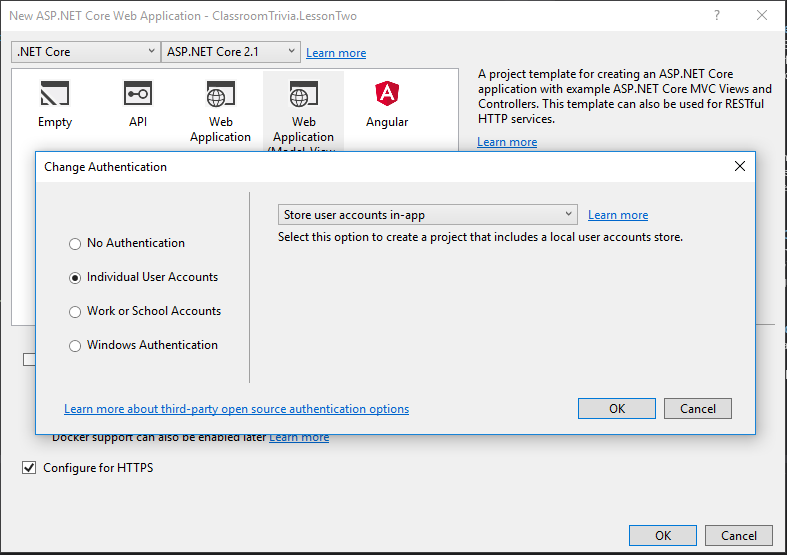 New ASP.NET Core Web Application - ClassroomTrivia.LessonTwo
.NET Core
ASP.NET Core 2.1
Learn more
Empty
API
Web
Application
Web
Application
(Model-View-
Angular
A project template for creating an ASP.NET Core
application with example ASP.NET Core MVC Views and
Controllers. This template can also be used for RESTful
HTTP services.
Learn more
Change Authentication
No Authentication
Individual User Accounts
Work or School Accounts
Windows Authentication
Store user accounts in-app
Learn more
Select this option to create a project that includes a local user accounts store.
Learn more about third-party open source authentication options
OK
Cancel
Docker support can also be enabled later Learn more
Configure for HTTPS
OK
Cancel